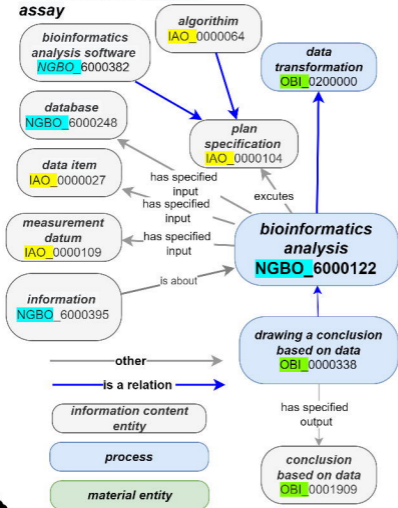 assay
bioinformatics
analysis software
NGBO_6000382
algorithim
IAO_0000064
data
transformation
OBI_0200000
database
NGBO_6000248
plan
specification
IAO_0000104
data item
IAO_0000027
has specified
input
has specified
input
excutes
measurement
datum
IAO_0000109
has specified
input
bioinformatics
analysis
NGBO_6000122
is about
information
NGBO_6000395
drawing a conclusion
based on data
OBI_0000338
other
is a relation
has specified
output
information content
entity
process
conclusion
based on data
OBI_0001909
material entity